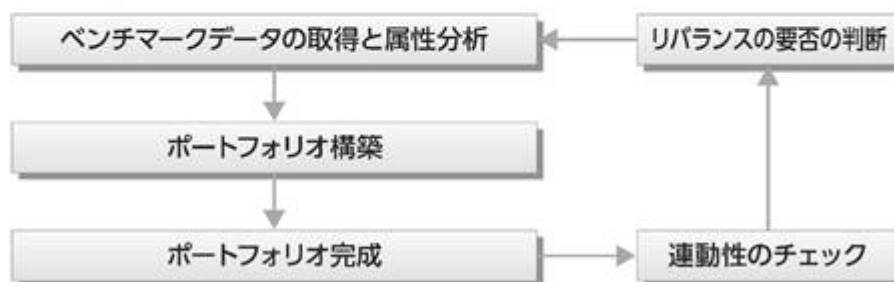 ベンチマークデータの取得と属性分析
リバランスの要否の判断
ポートフォリオ構築
ポートフォリオ完成
連動性のチェック